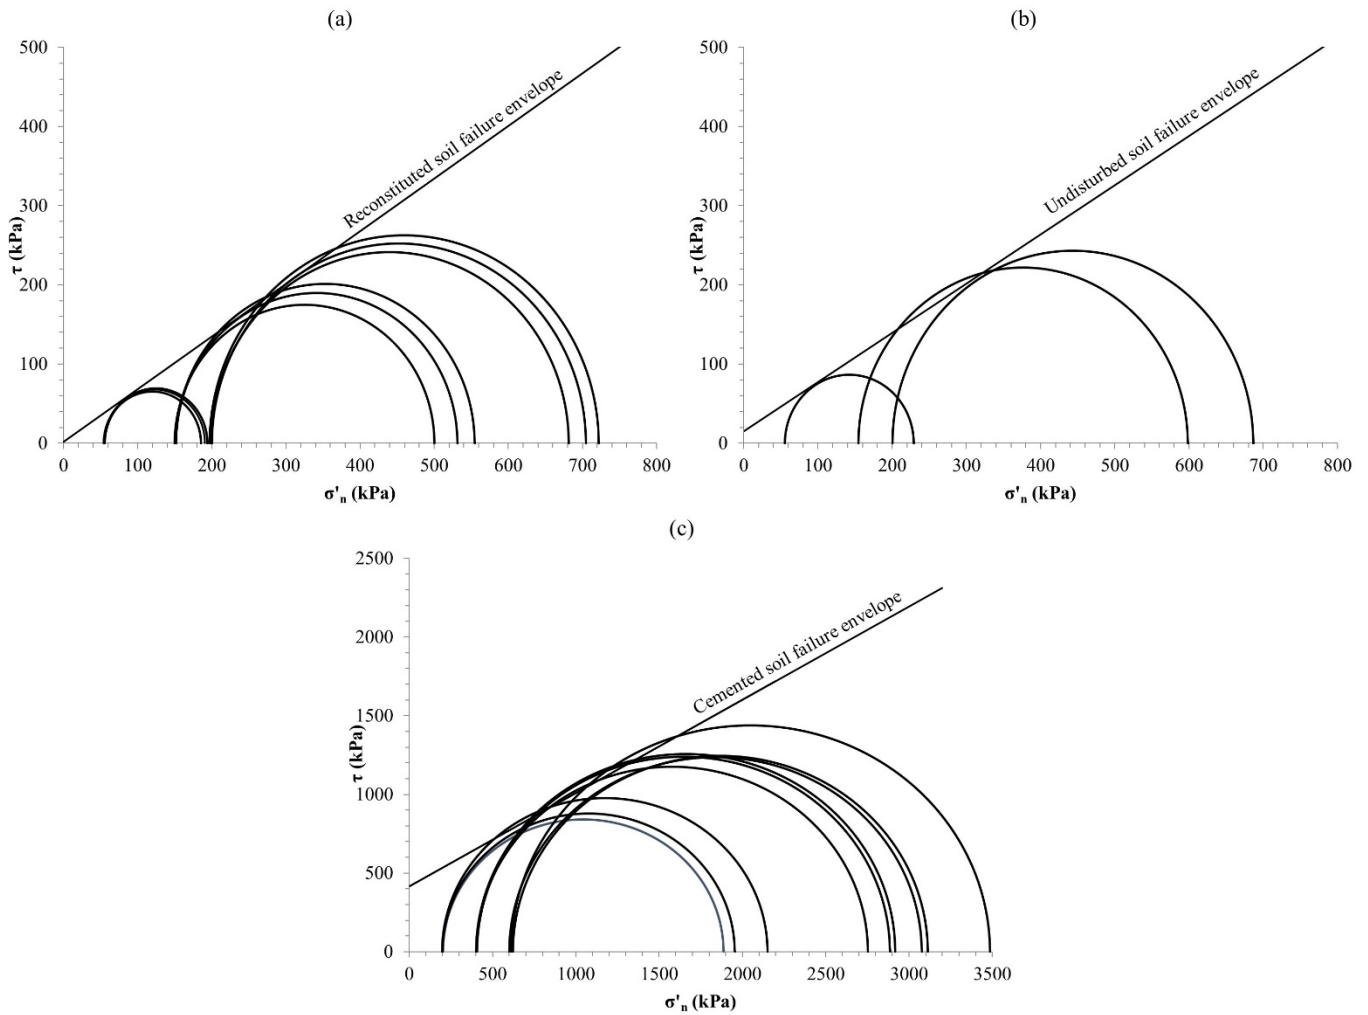 (a)
500
400
300
200
100
0
τ (kPa)
Reconstituted soil failure envelope
0 100 200 300 400 500 600 700 800
σ'n (kPa)
(b)
500
400
300
200
100
0
τ (kPa)
Undisturbed soil failure envelope
0 100 200 300 400 500 600 700 800
σ'n (kPa)
(c)
2500
2000
1500
1000
500
0
τ (kPa)
Cemented soil failure envelope
0 500 1000 1500 2000 2500 3000 3500
σ'n (kPa)